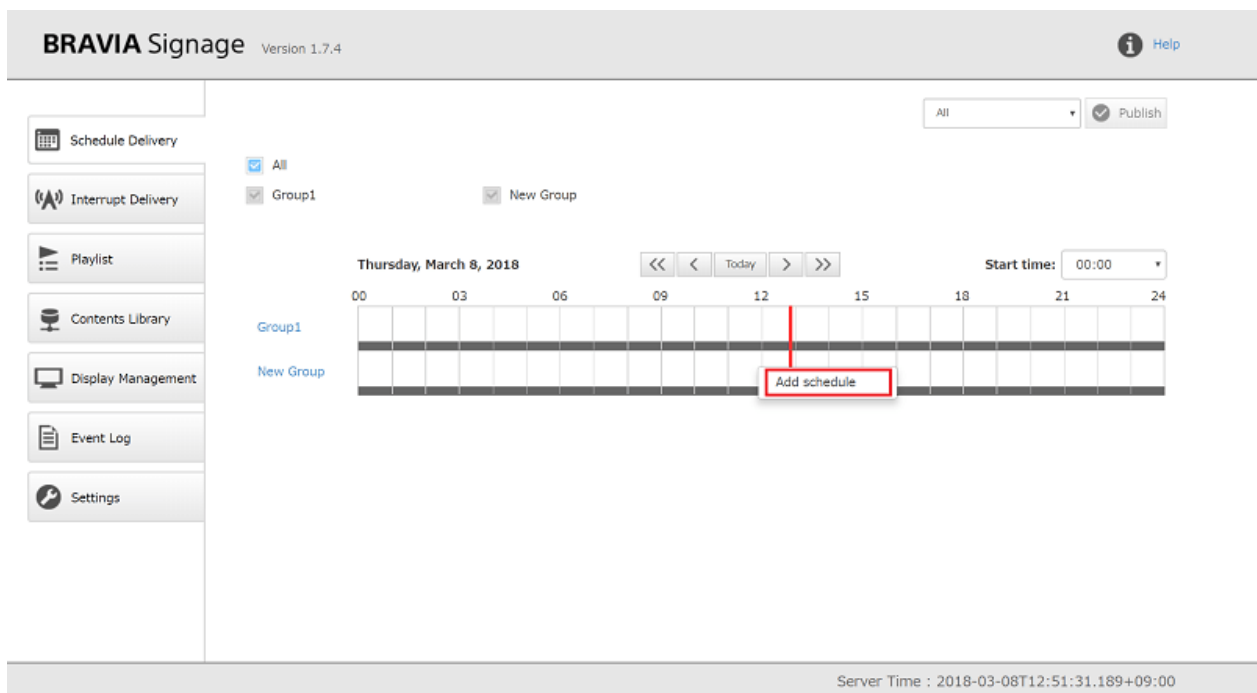 BRAVIA Signage Version 1.7.4
Help
All
Publish
Schedule Delivery
All
Interrupt Delivery
Group1 New Group
Playlist
Thursday, March 8, 2018
<< < Today > >>
Start time: 00:00
00 03 06 09 12 15 18 21 24
Contents Library
Group1
Display Management
New Group
Add schedule
Event Log
Settings
Server Time : 2018-03-08T12:51:31.189+09:00